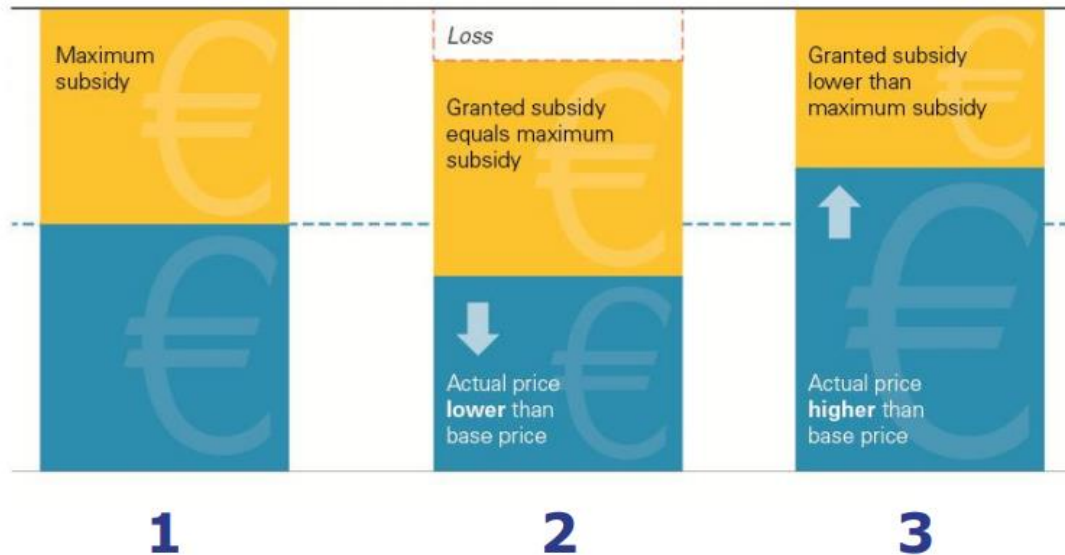 Maximum
subsidy
Loss
Granted subsidy
equals maximum
subsidy
Actual price
lower than
base price
Granted subsidy
lower than
maximum subsidy
Actual price
higher than
base price
€
€
€
€
€
€
1
2
3